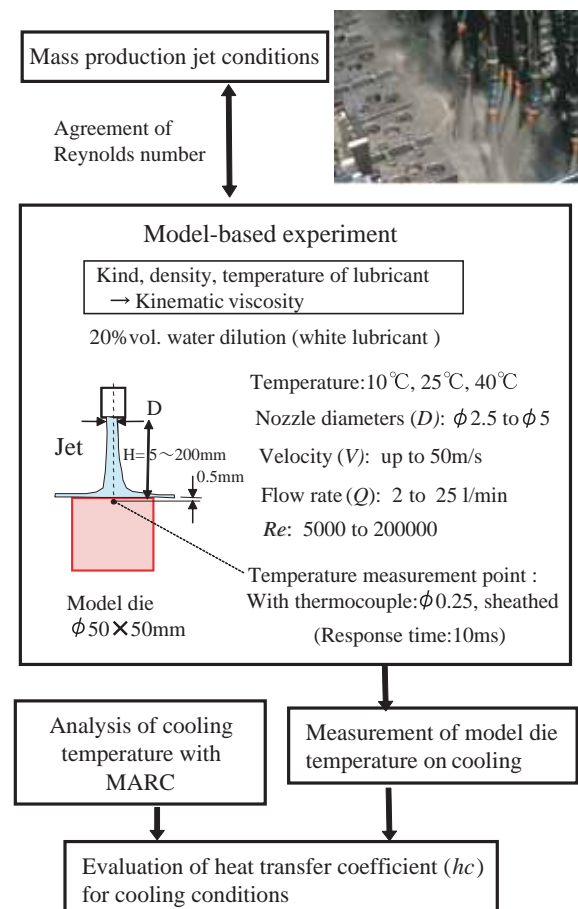 Mass production jet conditions
Agreement of
Reynolds number
Model-based experiment
Kind, density, temperature of lubricant
→ Kinematic viscosity
20%vol. water dilution (white lubricant )
Temperature:10℃, 25℃, 40℃
D
Nozzle diameters (D): ϕ2.5 to ϕ5
Jet
H= 5～200mm
0.5mm
Velocity (V): up to 50m/s
Flow rate (Q): 2 to 25 l/min
Re: 5000 to 200000
Temperature measurement point :
With thermocouple:ϕ0.25, sheathed
(Response time:10ms)
Model die
ϕ50×50mm
Analysis of cooling
temperature with
MARC
Measurement of model die
temperature on cooling
Evaluation of heat transfer coefficient (hc)
for cooling conditions